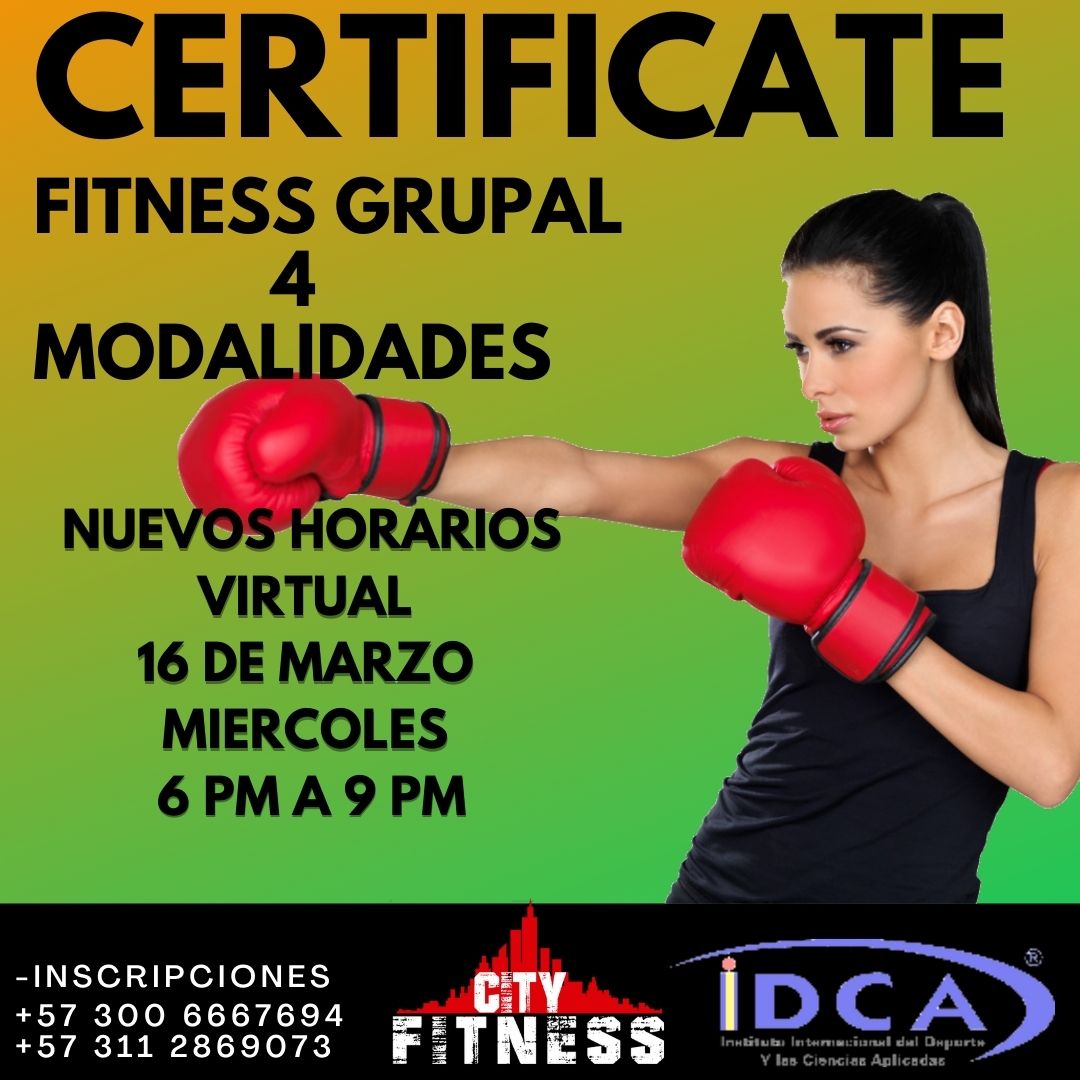 CERTIFICATE
FITNESS GRUPAL
4
MODALIDADES
NUEVOS HORARIOS
VIRTUAL
16 DE MARZO
MIERCOLES
6 PM A 9 PM
-INSCRIPCIONES
+57 300 6667694
+57 311 2869073
CITY
FITNESS
iDCA ®
Instituto Internacional del Deporte
Y las Ciencias Aplicadas